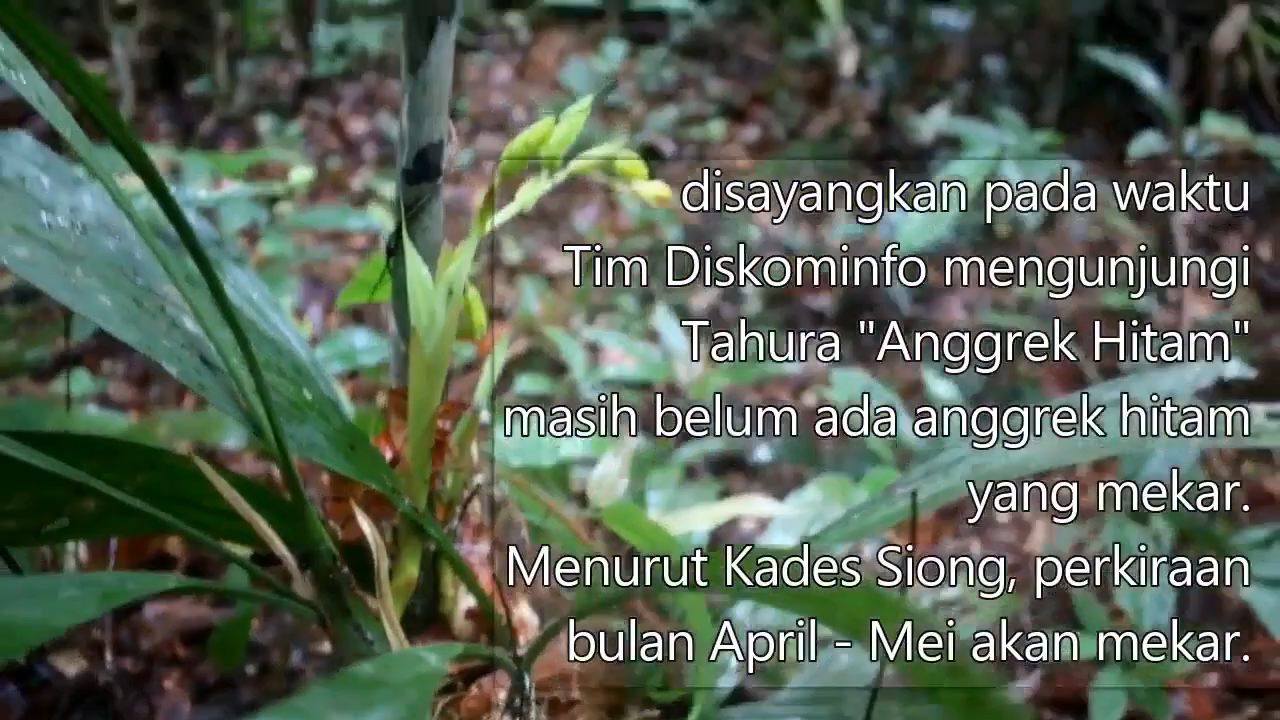 disayangkan pada waktu
Tim Diskominfo mengunjungi
Tahura "Anggrek Hitam"
masih belum ada anggrek hitam
yang mekar.
Menurut Kades Siong, perkiraan
bulan April - Mei akan mekar.